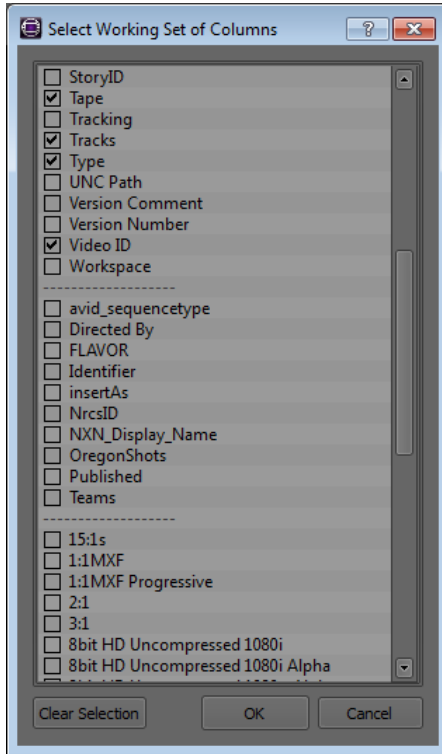 Select Working Set of Columns
StoryID
Tape
Tracking
Tracks
Type
UNC Path
Version Comment
Version Number
Video ID
Workspace
-------------------
avid_sequencetype
Directed By
FLAVOR
Identifier
insertAs
NrcsID
NXN_Display_Name
OregonShots
Published
Teams
-------------------
15:1s
1:1MXF
1:1MXF Progressive
2:1
3:1
8bit HD Uncompressed 1080i
8bit HD Uncompressed 1080i Alpha
Clear Selection
OK
Cancel